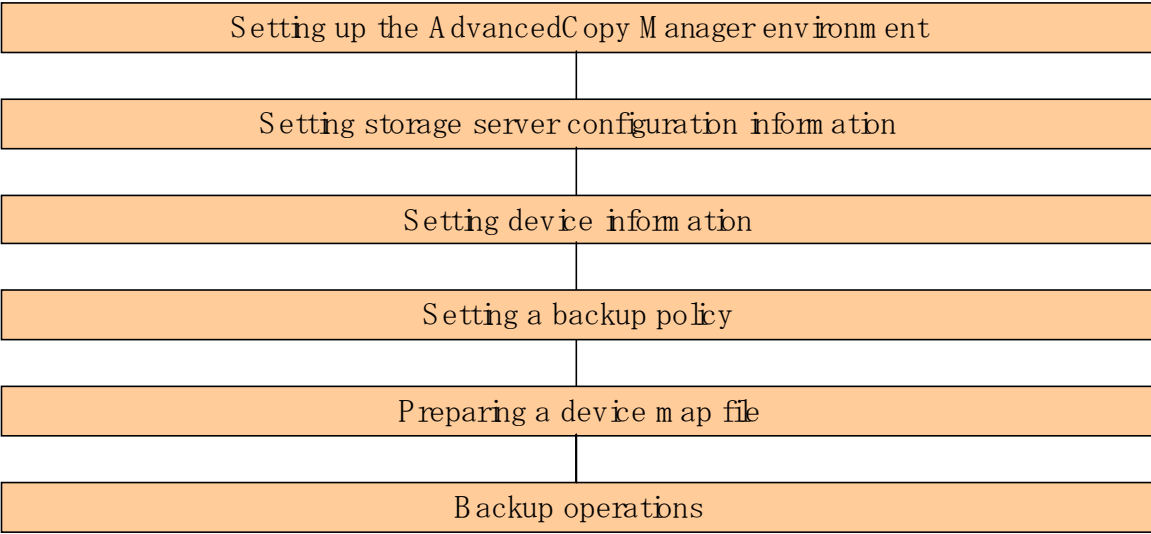 Setting up the AdvancedCopy Manager environment
Setting storage server configuration information
Setting device information
Setting a backup policy
Preparing a device map file
Backup operations